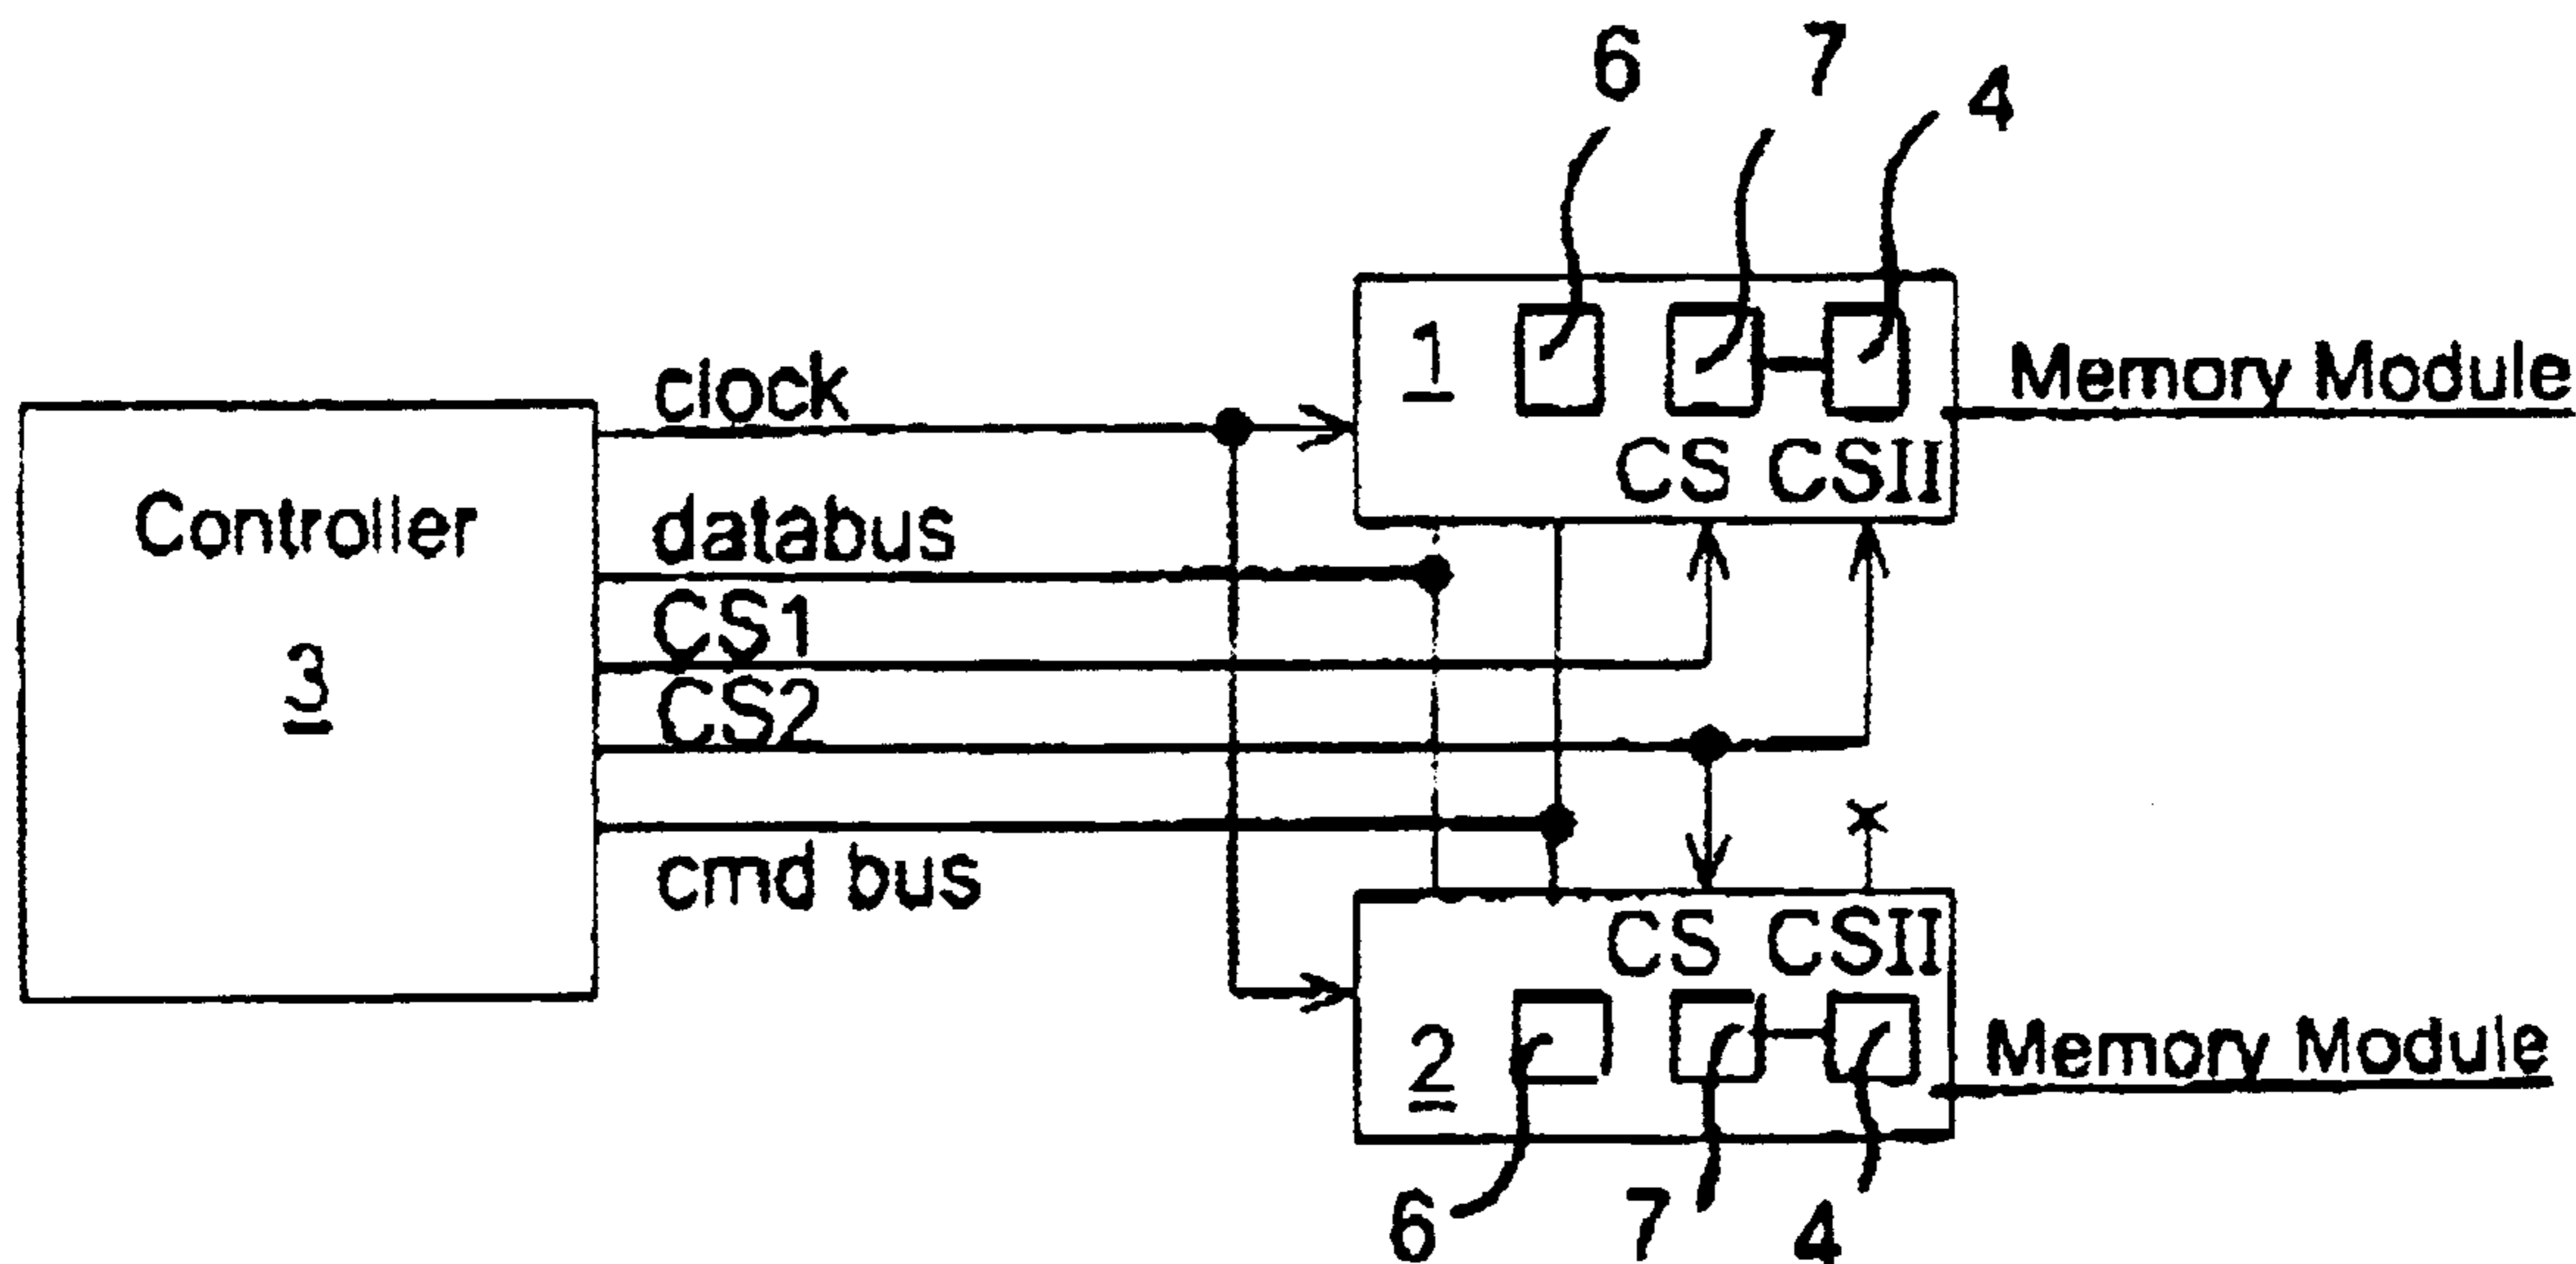 6 7 4
1
Memory Module
clock
CS CSII
Controller
databus
3
CS1
CS2
cmd bus
CS CSII
2
Memory Module
6 7 4